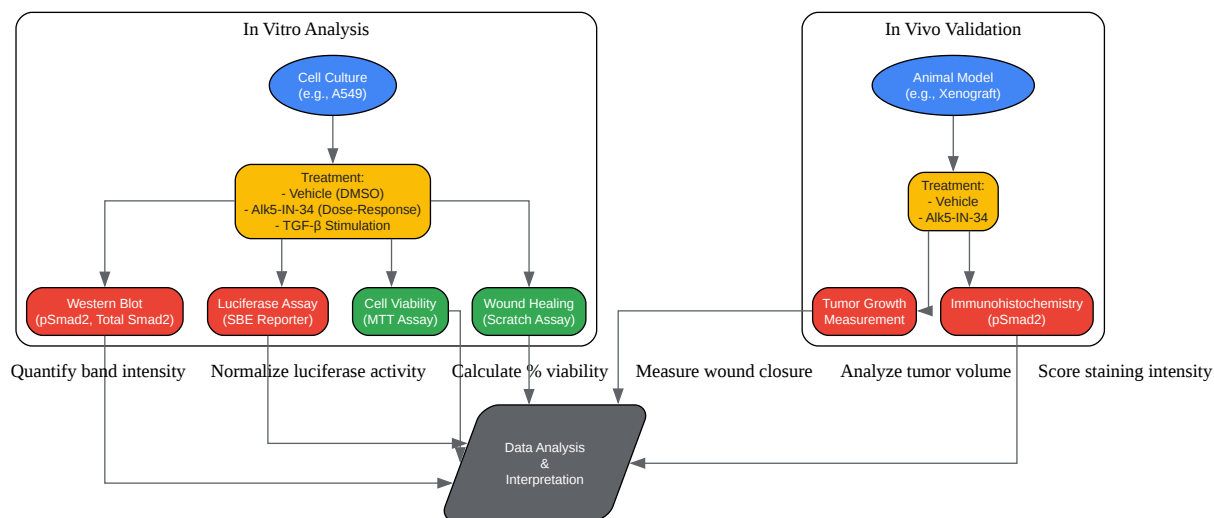 In Vitro Analysis
Cell Culture
(e.g., A549)
Treatment:
- Vehicle (DMSO)
- Alk5-IN-34 (Dose-Response)
- TGF-β Stimulation
Western Blot
(pSmad2, Total Smad2)
Luciferase Assay
(SBE Reporter)
Cell Viability
(MTT Assay)
Wound Healing
(Scratch Assay)
In Vivo Validation
Animal Model
(e.g., Xenograft)
Treatment:
- Vehicle
- Alk5-IN-34
Tumor Growth
Measurement
Immunohistochemistry
(pSmad2)
Quantify band intensity
Normalize luciferase activity
Calculate % viability
Measure wound closure
Analyze tumor volume
Score staining intensity
Data Analysis
&
Interpretation